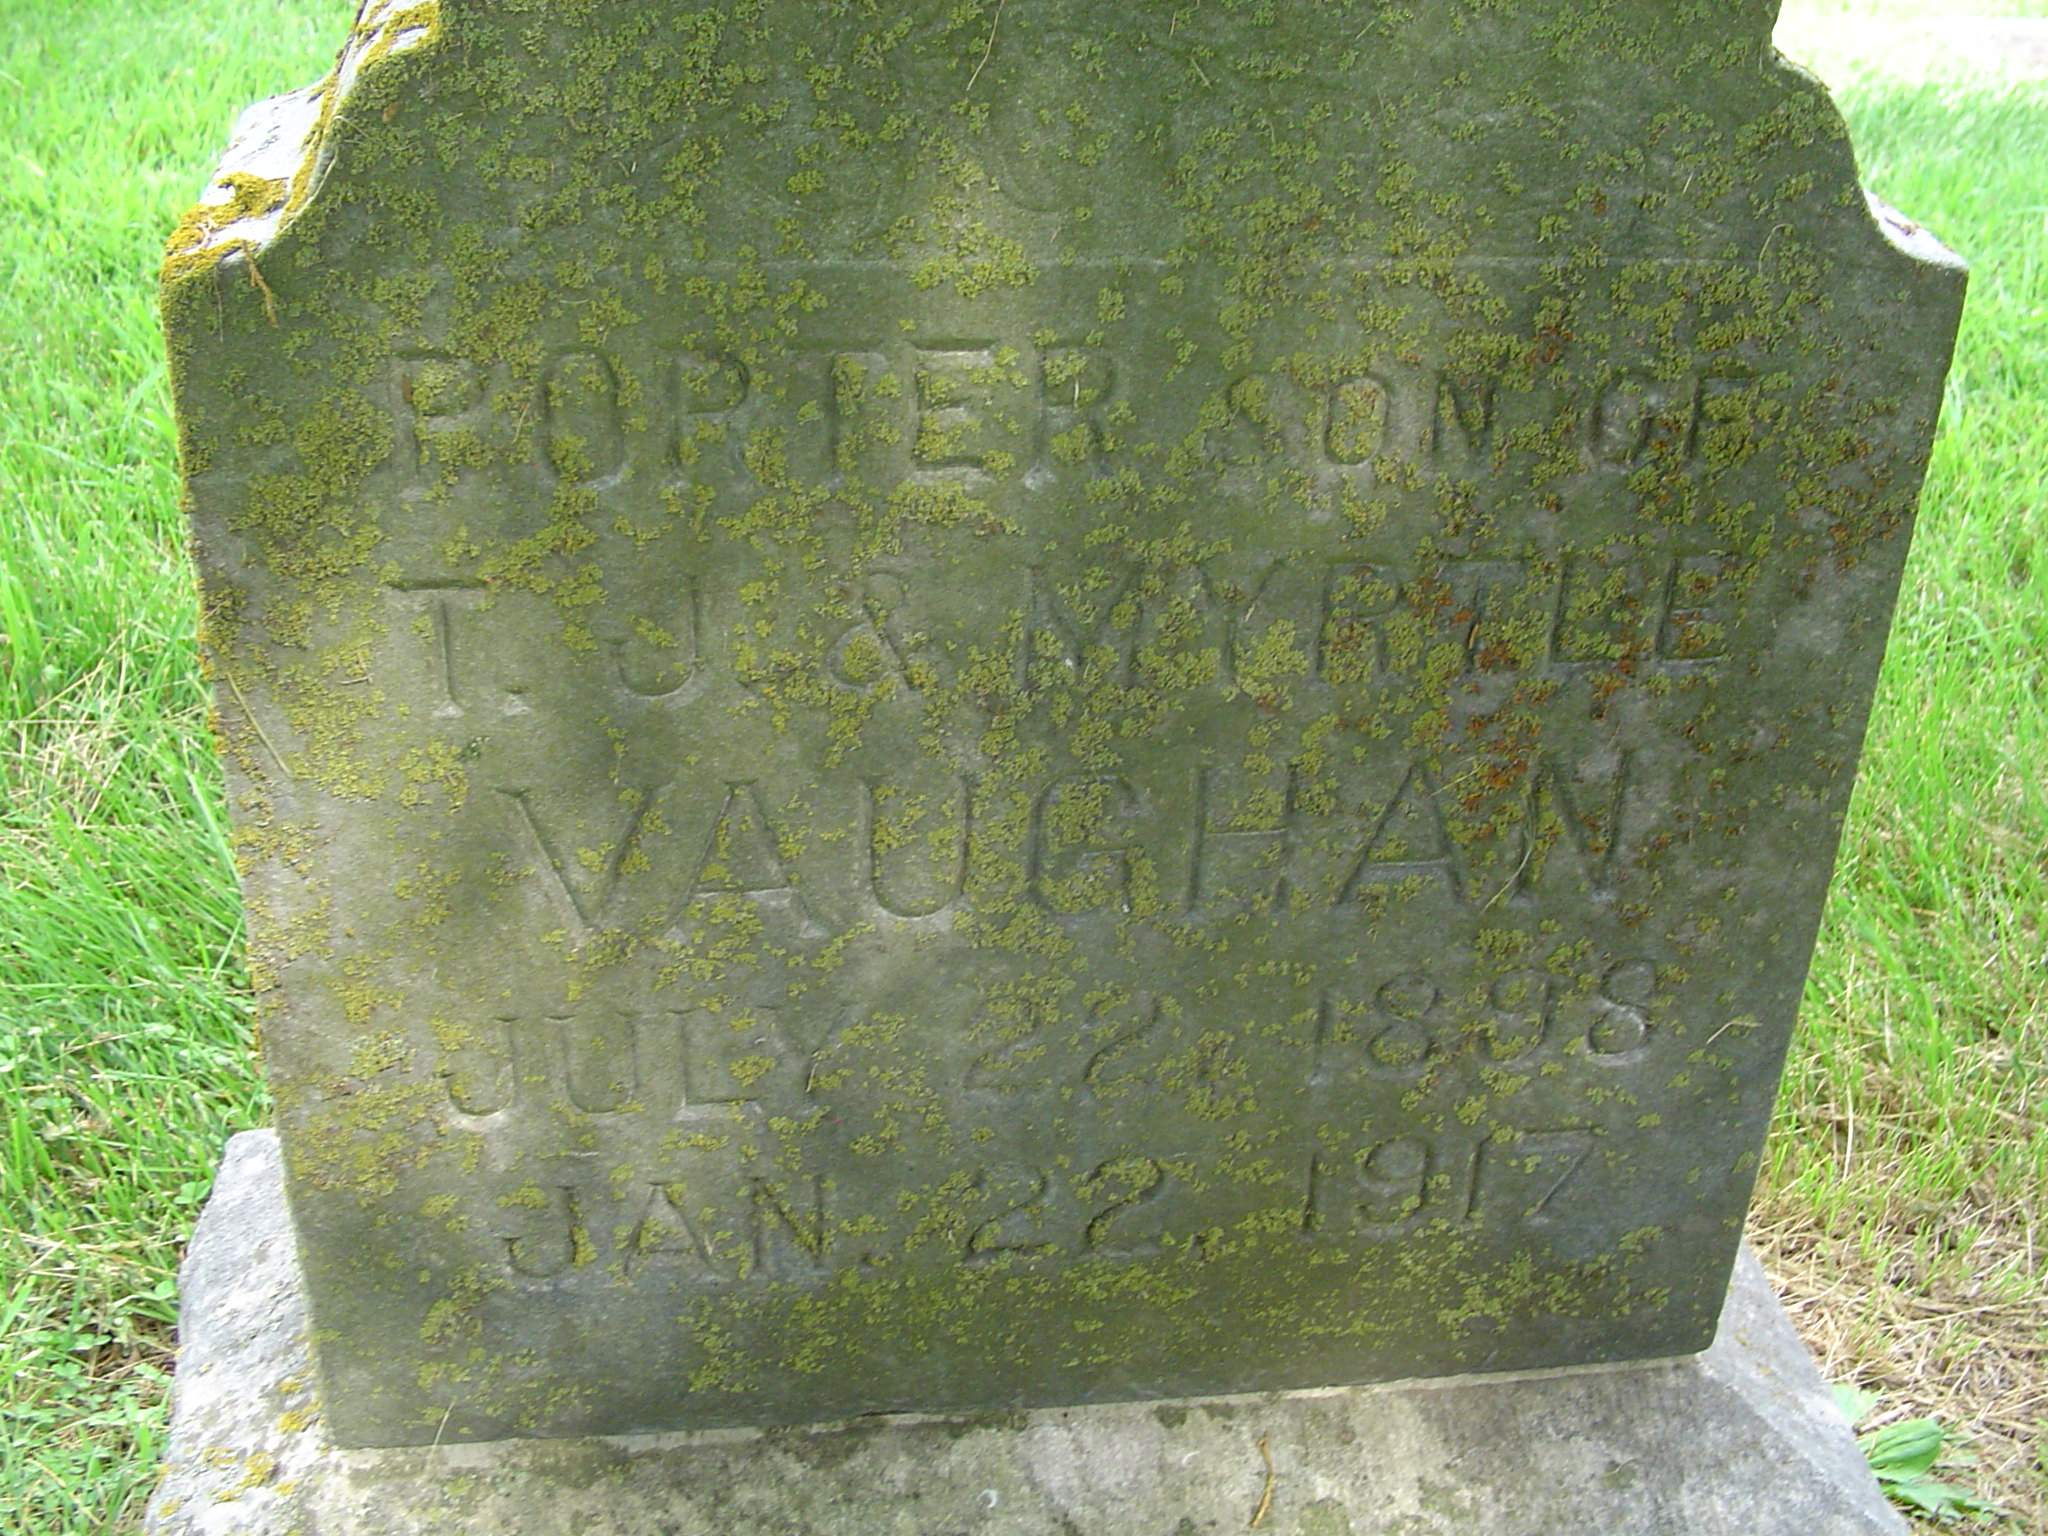 PORTER SON OF
T. J. & MYRTLE
VAUGHAN
JULY 22, 1898
JAN. 22, 1917